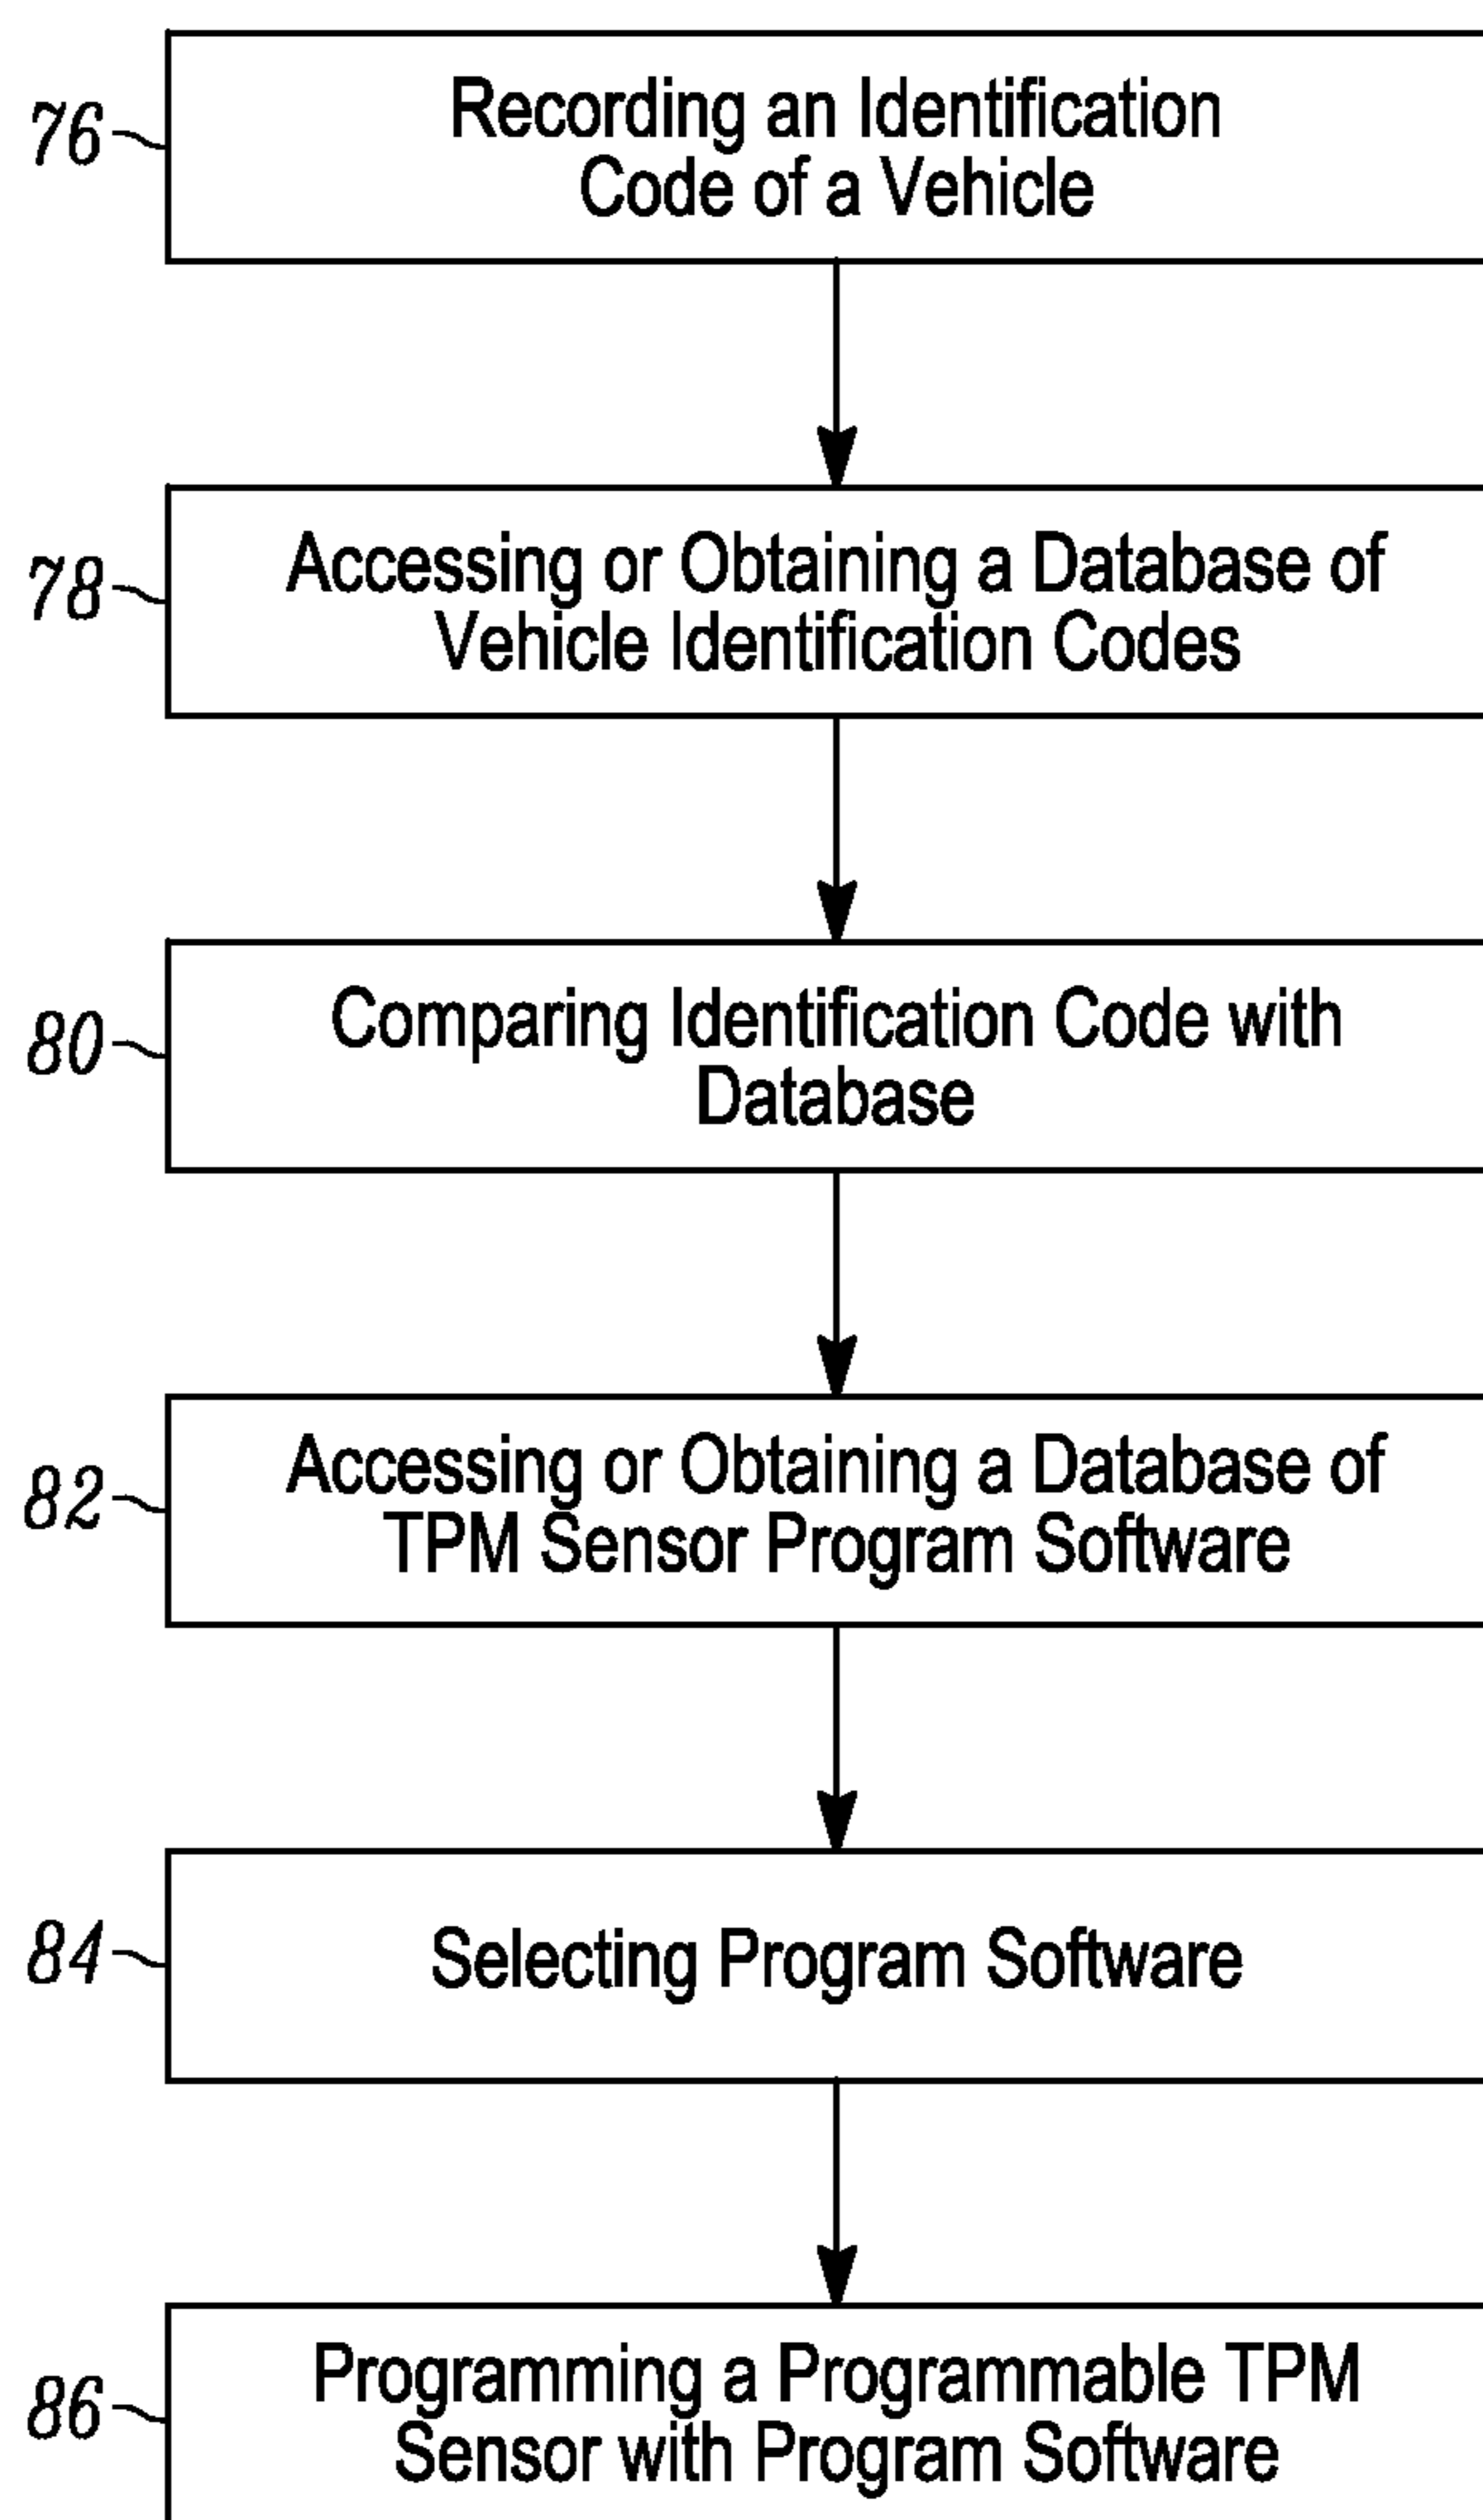 76
Recording an Identification
Code of a Vehicle
78
Accessing or Obtaining a Database of
Vehicle Identification Codes
80
Comparing Identification Code with
Database
82
Accessing or Obtaining a Database of
TPM Sensor Program Software
84
Selecting Program Software
86
Programming a Programmable TPM
Sensor with Program Software